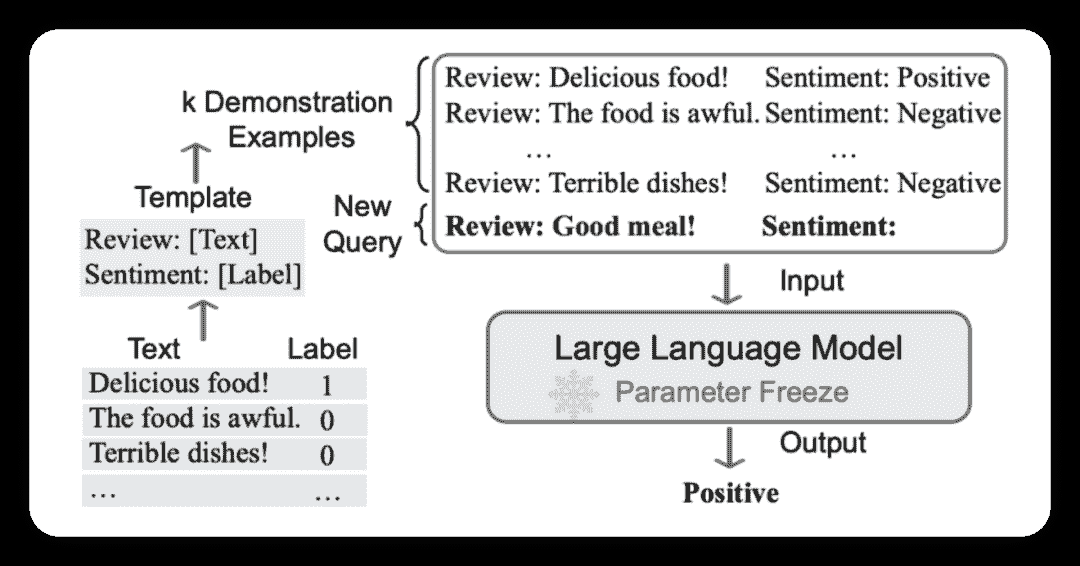 k Demonstration
Examples
Template
Review: [Text]
Sentiment: [Label]
Text Label
Delicious food! 1
The food is awful. 0
Terrible dishes! 0
... ...
Review: Delicious food! Sentiment: Positive
Review: The food is awful. Sentiment: Negative
... ...
Review: Terrible dishes! Sentiment: Negative
New
Query
Review: Good meal! Sentiment:
Input
Large Language Model
Parameter Freeze
Output
Positive